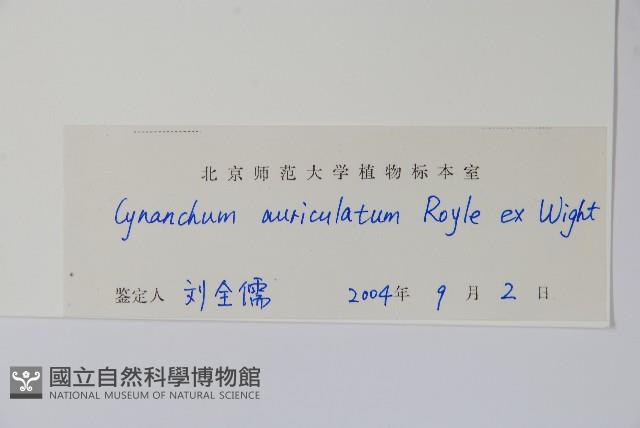 北京师范大学植物标本室
Cynanchum auriculatum Royle ex Wight
鉴定人 刘全儒 2004年 9 月 2 日
國立自然科學博物館
NATIONAL MUSEUM OF NATURAL SCIENCE